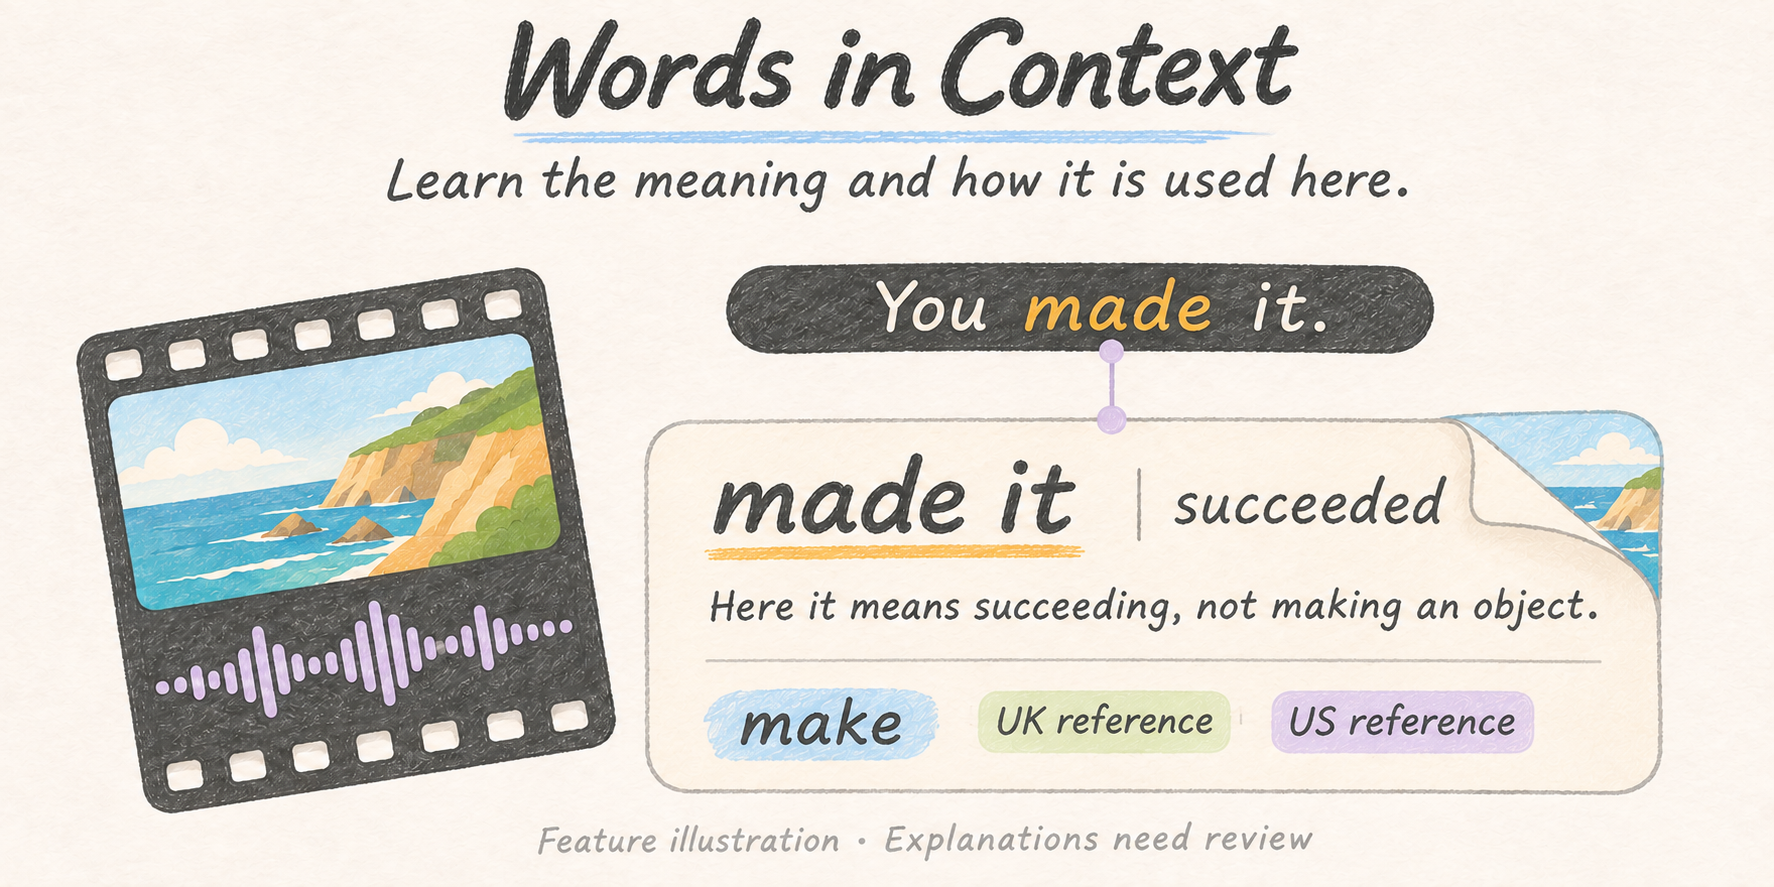 Words in Context
Learn the meaning and how it is used here.
You made it.
made it | succeeded
Here it means succeeding, not making an object.
make UK reference US reference
Feature illustration • Explanations need review